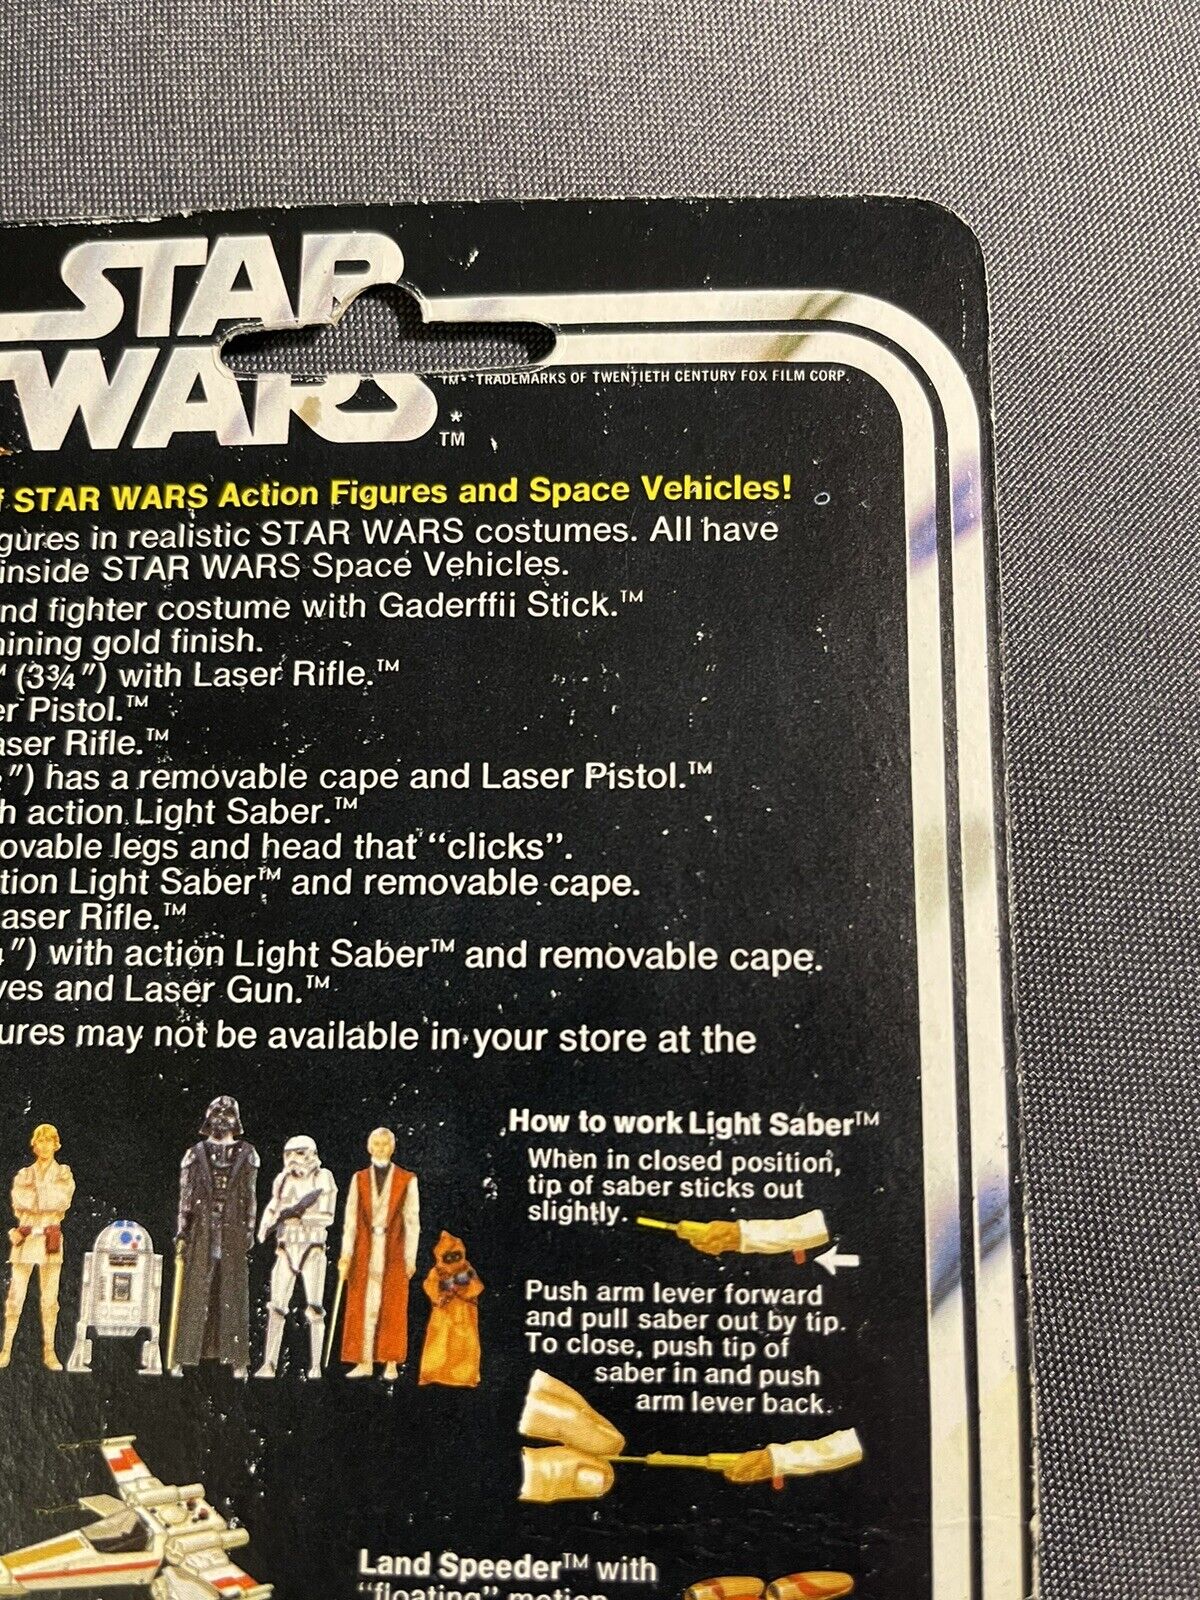 STAR
WARS
TM
*
TM TRADEMARKS OF TWENTIETH CENTURY FOX FILM CORP.
STAR WARS Action Figures and Space Vehicles!
gures in realistic STAR WARS costumes. All have
inside STAR WARS Space Vehicles.
nd fighter costume with Gaderffii Stick.™
hining gold finish.
(3¾") with Laser Rifle.™
er Pistol.™
aser Rifle.™
") has a removable cape and Laser Pistol.™
h action Light Saber.™
ovable legs and head that "clicks".
tion Light Saber™ and removable cape.
aser Rifle.™
") with action Light Saber™ and removable cape.
yes and Laser Gun.™
ures may not be available in your store at the
How to work Light Saber™
When in closed position,
tip of saber sticks out
slightly.
Push arm lever forward
and pull saber out by tip.
To close, push tip of
saber in and push
arm lever back.
Land Speeder™ with
"floating" motion